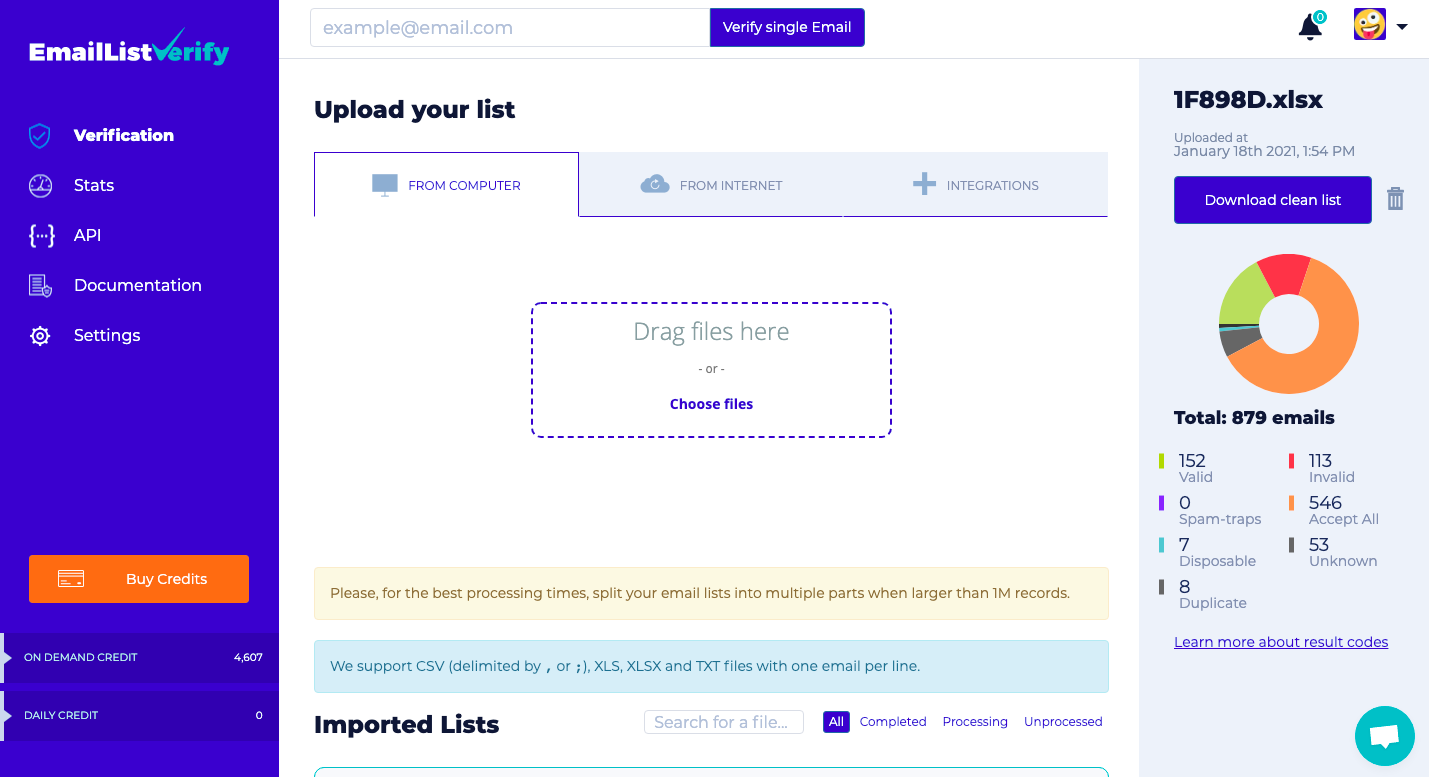 EmailListVerify
Verification
Stats
API
Documentation
Settings
Buy Credits
ON DEMAND CREDIT 4,607
DAILY CREDIT 0
example@email.com Verify single Email
0
Upload your list
FROM COMPUTER FROM INTERNET INTEGRATIONS
Drag files here
- or -
Choose files
Please, for the best processing times, split your email lists into multiple parts when larger than 1M records.
We support CSV (delimited by , or ;), XLS, XLSX and TXT files with one email per line.
Imported Lists Search for a file... All Completed Processing Unprocessed
1F898D.xlsx
Uploaded at
January 18th 2021, 1:54 PM
Download clean list
Total: 879 emails
152 113
Valid Invalid
0 546
Spam-traps Accept All
7 53
Disposable Unknown
8
Duplicate
Learn more about result codes